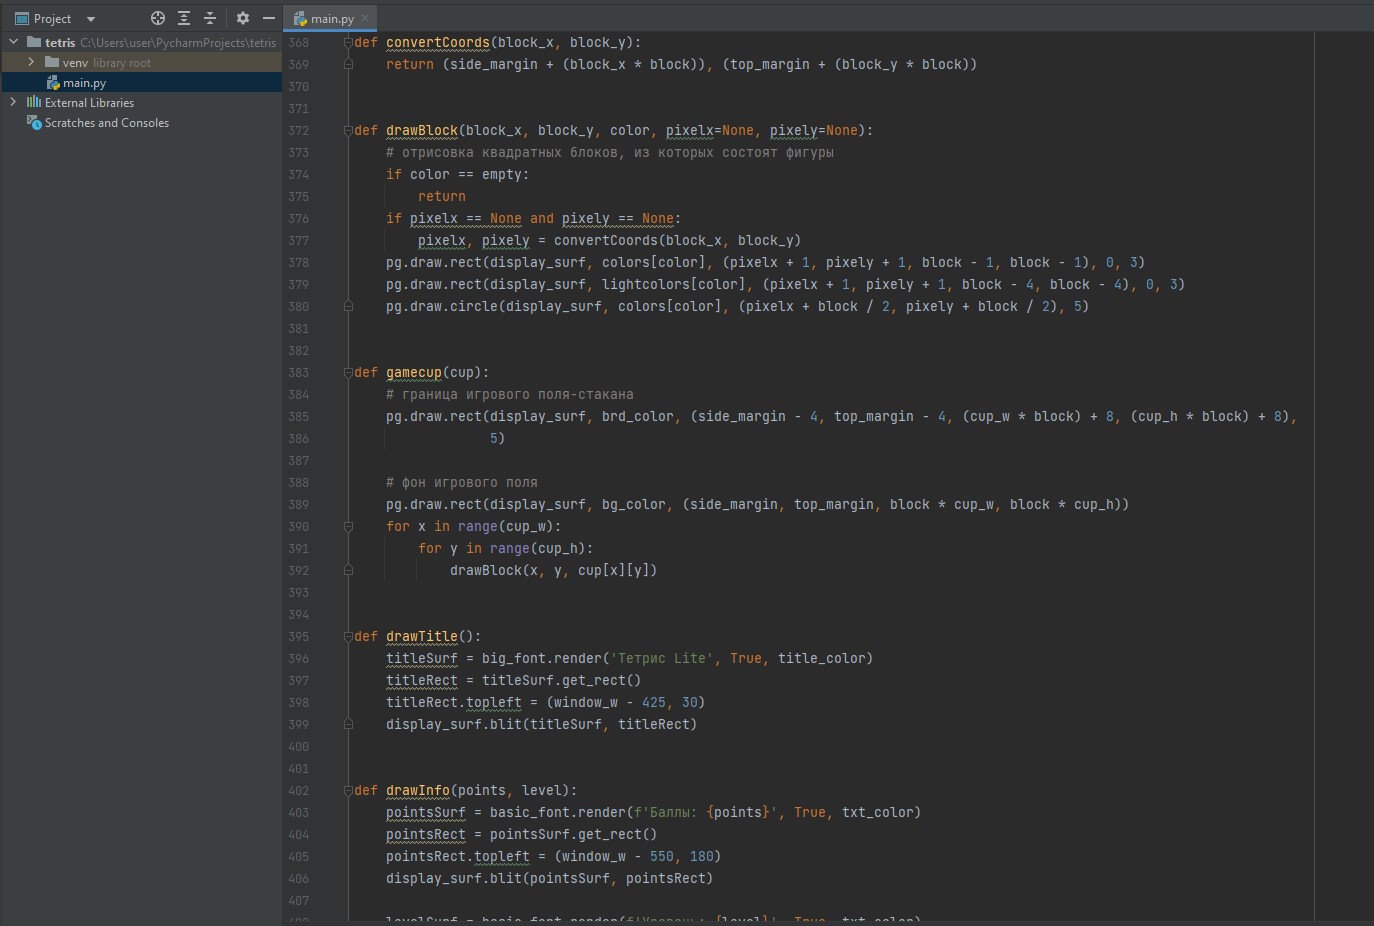 Project
main.py
tetris C:\Users\user\PycharmProjects\tetris
venv library root
main.py
External Libraries
Scratches and Consoles
368 def convertCoords(block_x, block_y):
369 return (side_margin + (block_x * block)), (top_margin + (block_y * block))
370
371
372 def drawBlock(block_x, block_y, color, pixelx=None, pixely=None):
373 # отрисовка квадратных блоков, из которых состоят фигуры
374 if color == empty:
375 return
376 if pixelx == None and pixely == None:
377 pixelx, pixely = convertCoords(block_x, block_y)
378 pg.draw.rect(display_surf, colors[color], (pixelx + 1, pixely + 1, block - 1, block - 1), 0, 3)
379 pg.draw.rect(display_surf, lightcolors[color], (pixelx + 1, pixely + 1, block - 4, block - 4), 0, 3)
380 pg.draw.circle(display_surf, colors[color], (pixelx + block / 2, pixely + block / 2), 5)
381
382
383 def gamecup(cup):
384 # граница игрового поля-стакана
385 pg.draw.rect(display_surf, brd_color, (side_margin - 4, top_margin - 4, (cup_w * block) + 8, (cup_h * block) + 8),
386 5)
387
388 # фон игрового поля
389 pg.draw.rect(display_surf, bg_color, (side_margin, top_margin, block * cup_w, block * cup_h))
390 for x in range(cup_w):
391 for y in range(cup_h):
392 drawBlock(x, y, cup[x][y])
393
394
395 def drawTitle():
396 titleSurf = big_font.render('Тетрис Lite', True, title_color)
397 titleRect = titleSurf.get_rect()
398 titleRect.topleft = (window_w - 425, 30)
399 display_surf.blit(titleSurf, titleRect)
400
401
402 def drawInfo(points, level):
403 pointsSurf = basic_font.render(f'Баллы: {points}', True, txt_color)
404 pointsRect = pointsSurf.get_rect()
405 pointsRect.topleft = (window_w - 550, 180)
406 display_surf.blit(pointsSurf, pointsRect)
407
408 levelSurf = basic_font.render(f'Уровень: {level}', True, txt_color)